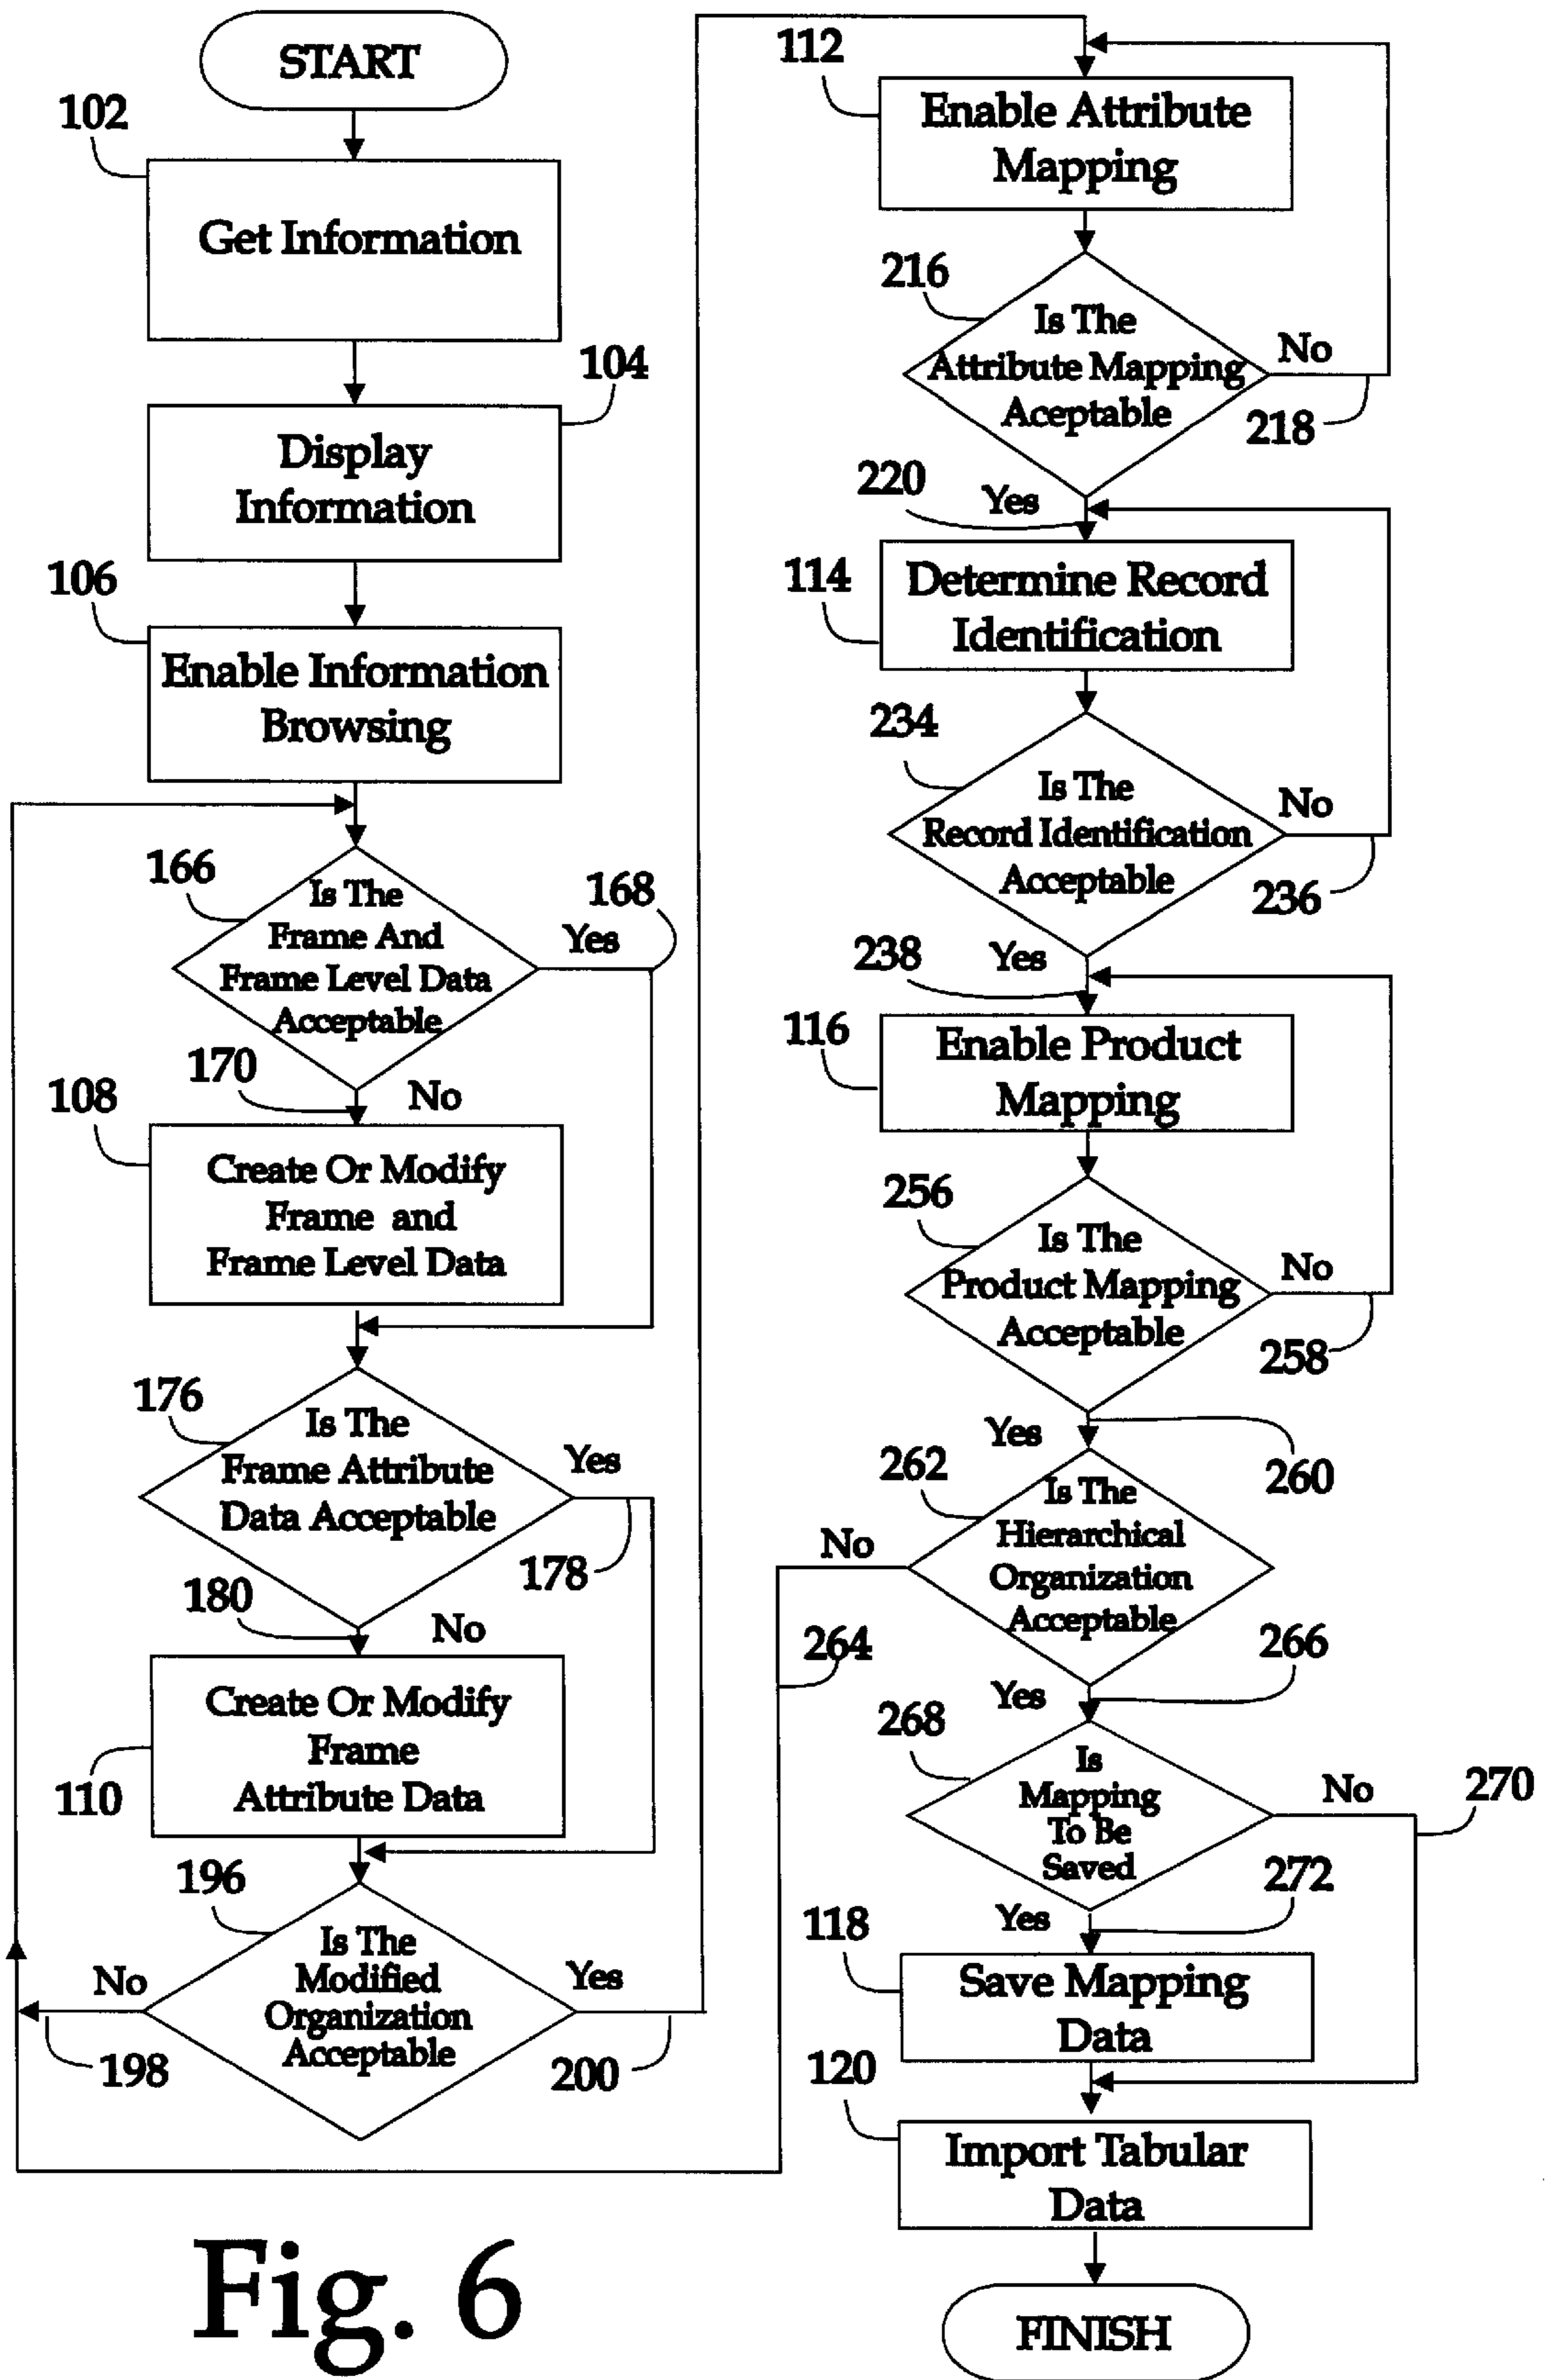 START
102
Get Information
104
Display
Information
106
Enable Information
Browsing
166
Is The
Frame And
Frame Level Data
Acceptable
Yes
168
170
No
108
Create Or Modify
Frame and
Frame Level Data
176
Is The
Frame Attribute
Data Acceptable
Yes
178
180
No
Create Or Modify
Frame
Attribute Data
110
196
Is The
Modified
Organization
Acceptable
No
198
Yes
200
112
Enable Attribute
Mapping
216
Is The
Attribute Mapping
Aceptable
No
218
220
Yes
114
Determine Record
Identification
234
Is The
Record Identification
Acceptable
No
236
238
Yes
116
Enable Product
Mapping
256
Is The
Product Mapping
Acceptable
No
258
Yes
260
262
Is The
Hierarchical
Organization
Acceptable
No
264
266
Yes
268
Is
Mapping
To Be
Saved
No
270
272
Yes
118
Save Mapping
Data
120
Import Tabular
Data
FINISH
Fig. 6